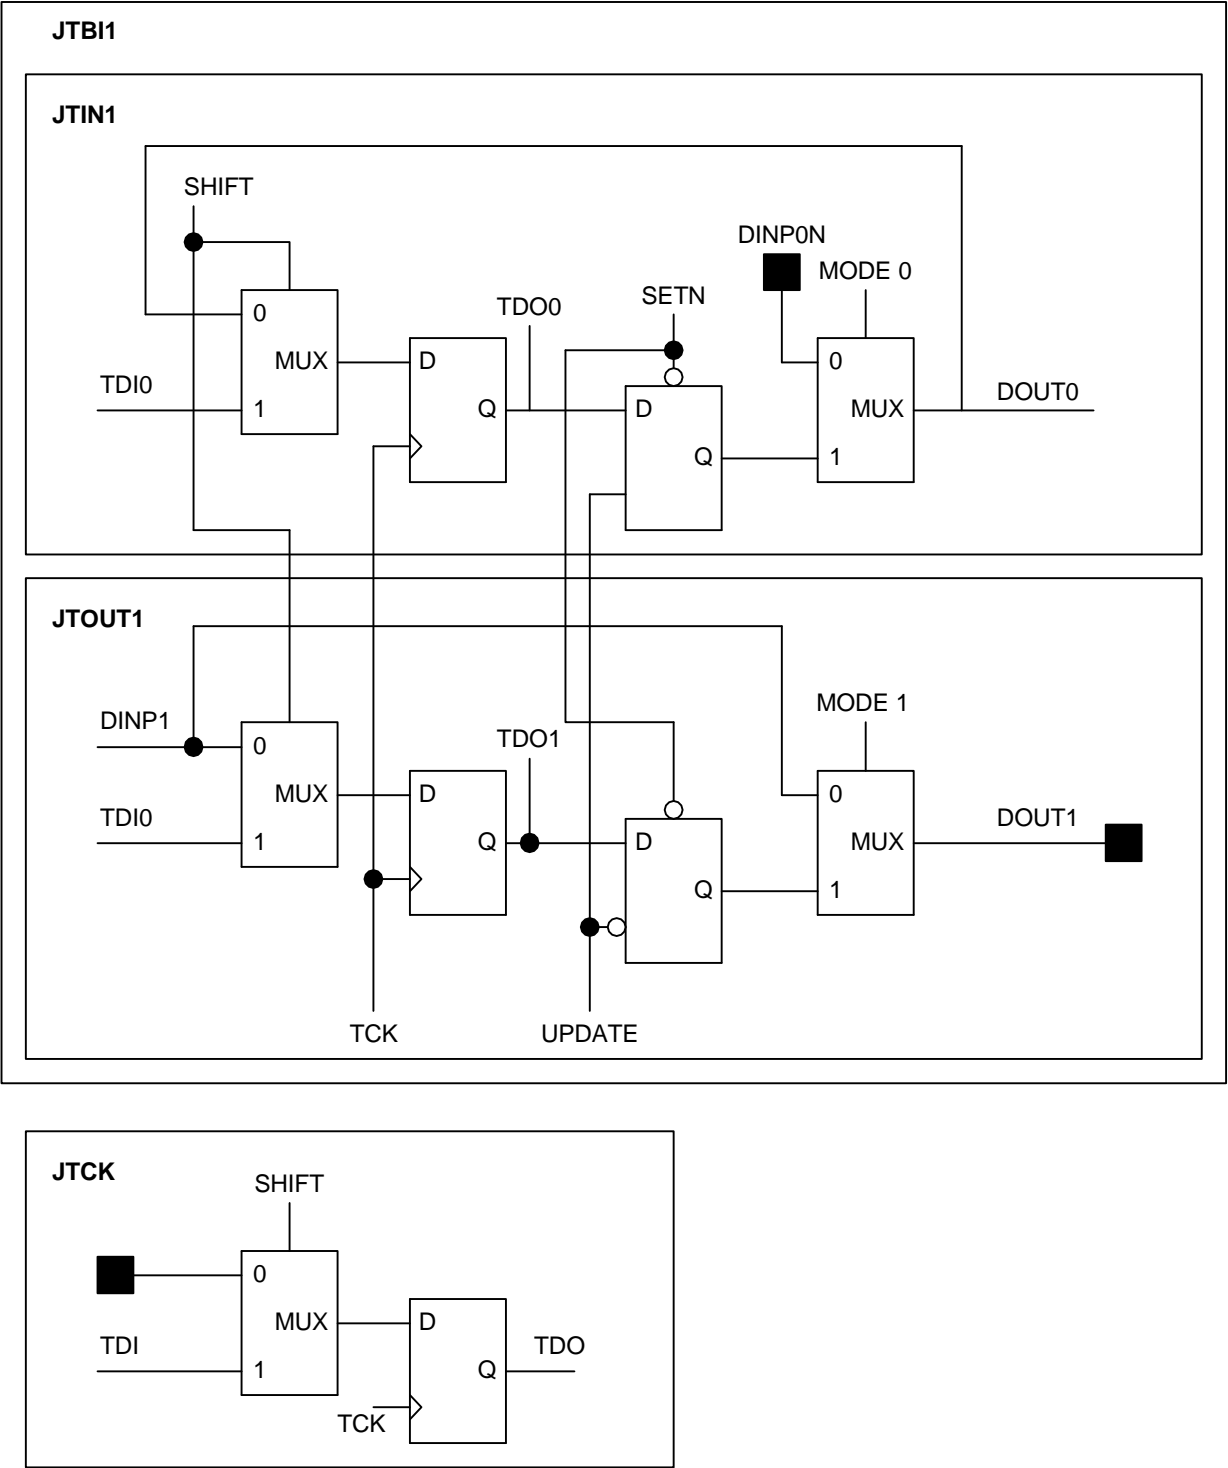 JTBI1
JTIN1
SHIFT
DINP0N
MODE 0
SETN
TDO0
0
MUX
1
TDI0
D
Q
D
Q
0
MUX
1
DOUT0
JTOUT1
DINP1
TDI0
0
MUX
1
TDO1
D
Q
D
Q
MODE 1
0
MUX
1
DOUT1
TCK
UPDATE
JTCK
SHIFT
0
MUX
1
TDI
D
Q
TDO
TCK